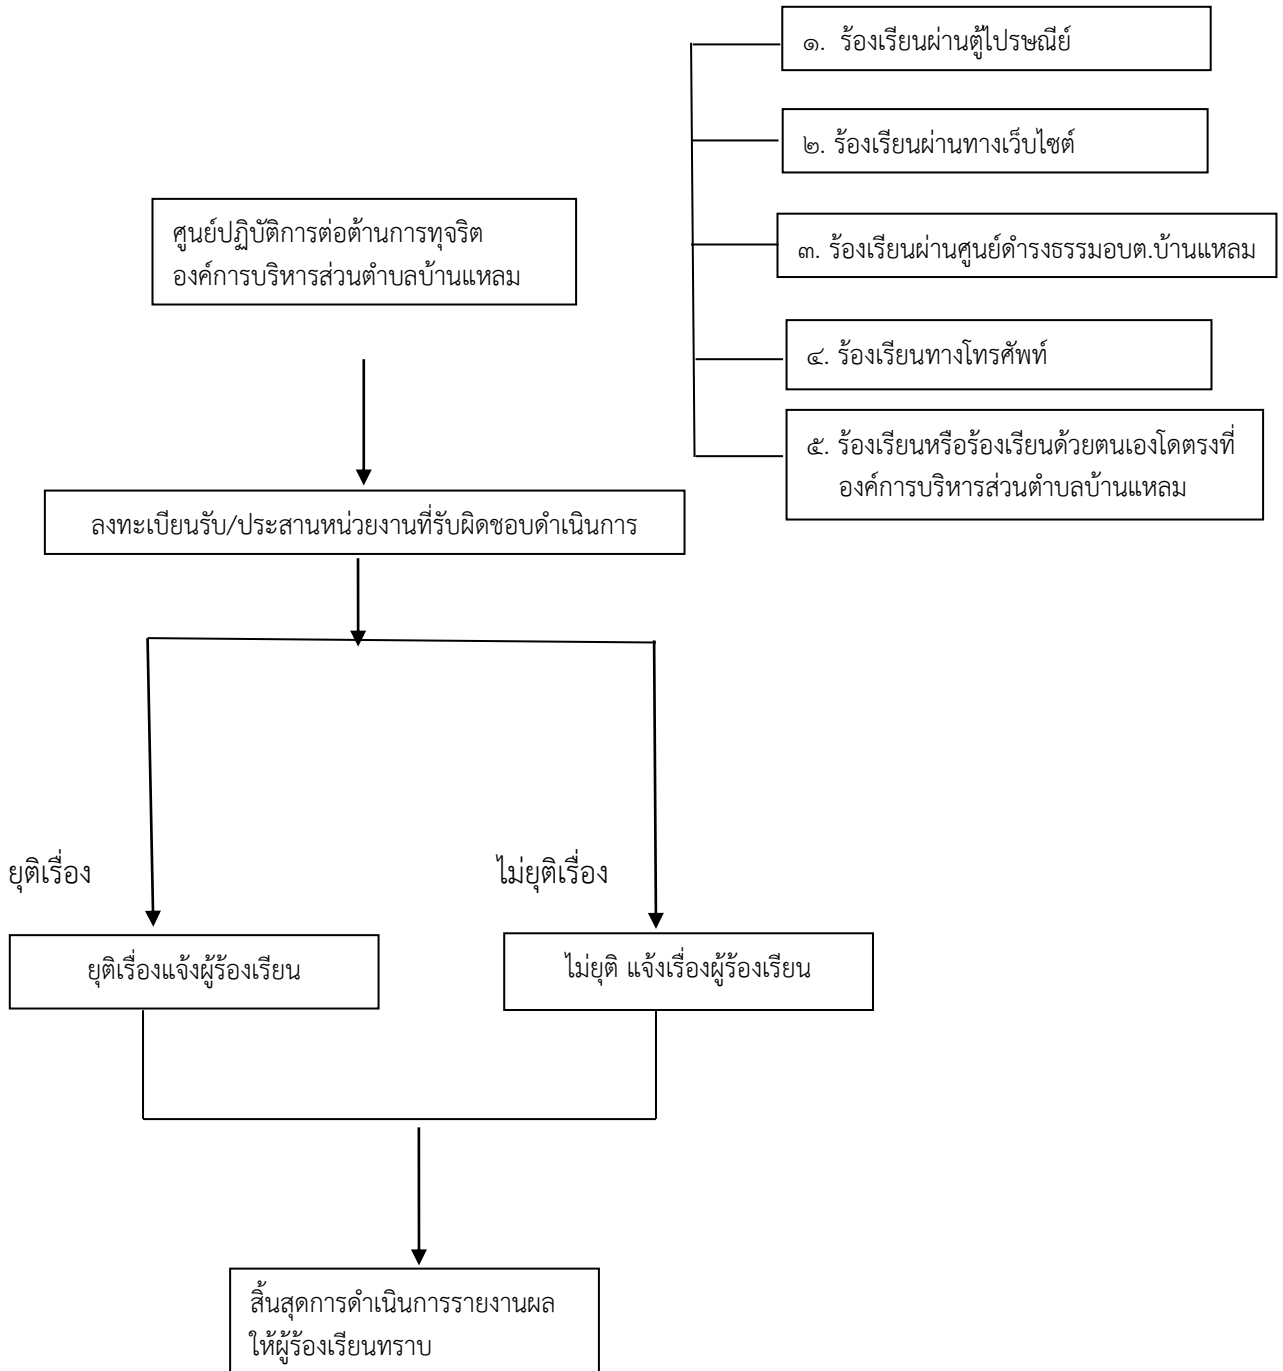 ๑. ร้องเรียนผ่านตู้ไปรษณีย์
๒. ร้องเรียนผ่านทางเว็บไซต์
ศูนย์ปฏิบัติการต่อต้านการทุจริต
องค์การบริหารส่วนตำบลบ้านแหลม
๓. ร้องเรียนผ่านศูนย์ดำรงธรรมอบต.บ้านแหลม
๔. ร้องเรียนทางโทรศัพท์
๕. ร้องเรียนหรือร้องเรียนด้วยตนเองโดตรงที่
องค์การบริหารส่วนตำบลบ้านแหลม
ลงทะเบียนรับ/ประสานหน่วยงานที่รับผิดชอบดำเนินการ
ยุติเรื่อง
ไม่ยุติเรื่อง
ยุติเรื่องแจ้งผู้ร้องเรียน
ไม่ยุติ แจ้งเรื่องผู้ร้องเรียน
สิ้นสุดการดำเนินการรายงานผล
ให้ผู้ร้องเรียนทราบ